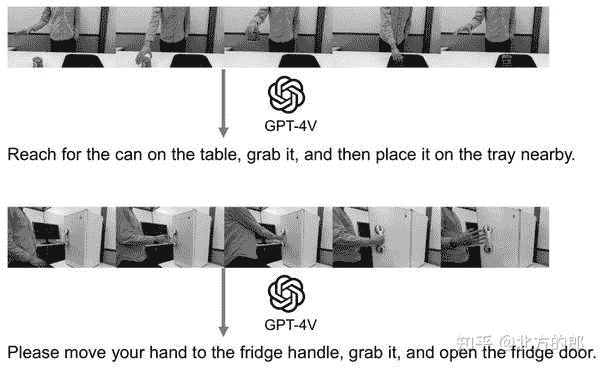 GPT-4V
Reach for the can on the table, grab it, and then place it on the tray nearby.
GPT-4V
知乎 @北方的郎
Please move your hand to the fridge handle, grab it, and open the fridge door.